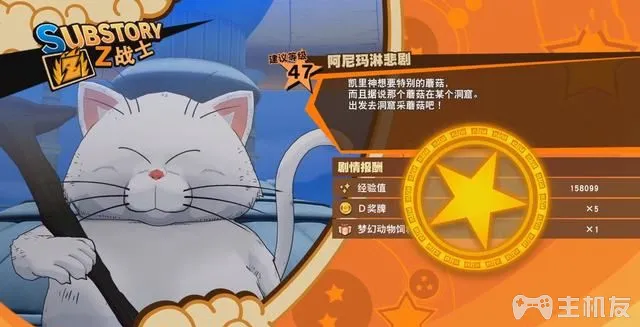 SUBSTORY
Z
Z战士
建议等级
47
阿尼玛淋悲剧
凯里神想要特别的蘑菇。
而且据说那个蘑菇在某个洞窟。
出发去洞窟采蘑菇吧！
剧情报酬
经验值 158099
D奖牌 ×5
梦幻动物饲 ×1
主机友